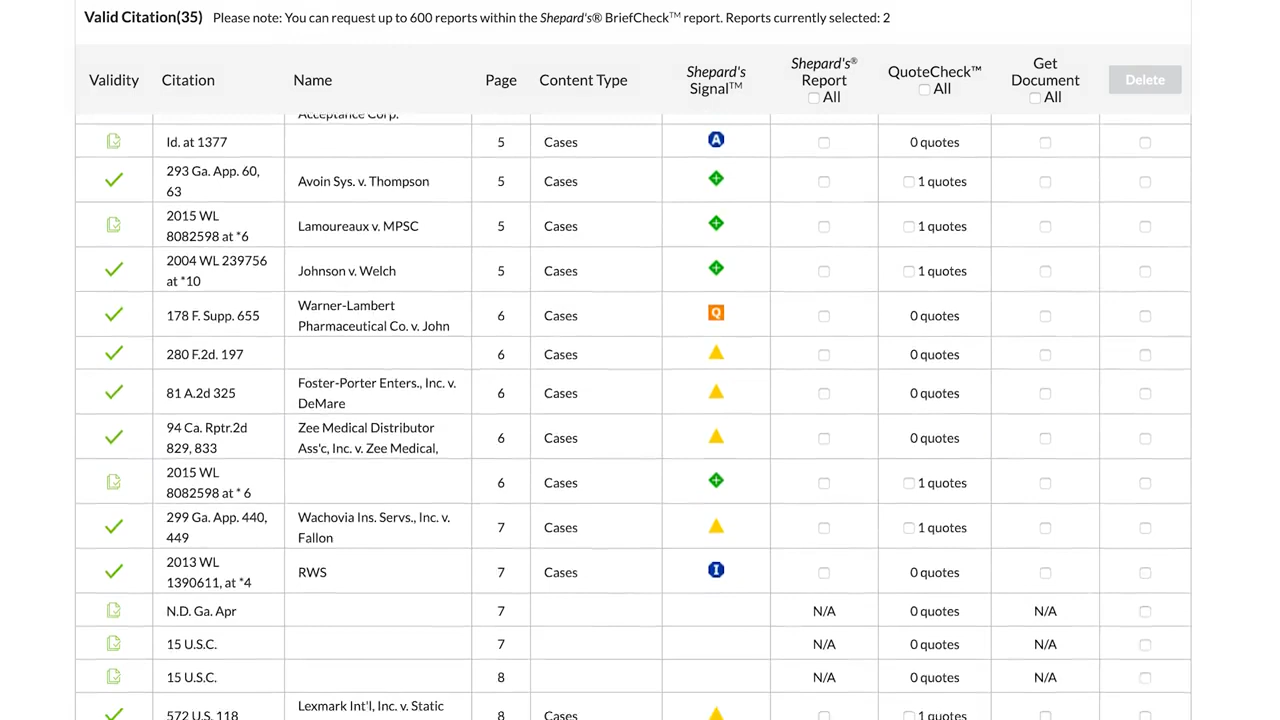 Valid Citation(35) Please note: You can request up to 600 reports within the Shepard's® BriefCheck™ report. Reports currently selected: 2
Validity Citation Name Page Content Type Shepard's Signal™ Shepard's® Report All QuoteCheck™ All Get Document All Delete
Acceptance Corp.
Id. at 1377 5 Cases A 0 quotes
293 Ga. App. 60, 63 Avoin Sys. v. Thompson 5 Cases 1 quotes
2015 WL 8082598 at *6 Lamoureaux v. MPSC 5 Cases 1 quotes
2004 WL 239756 at *10 Johnson v. Welch 5 Cases 1 quotes
178 F. Supp. 655 Warner-Lambert Pharmaceutical Co. v. John 6 Cases Q 0 quotes
280 F.2d. 197 6 Cases 0 quotes
81 A.2d 325 Foster-Porter Enters., Inc. v. DeMare 6 Cases 0 quotes
94 Ca. Rptr.2d 829, 833 Zee Medical Distributor Ass'c, Inc. v. Zee Medical, 6 Cases 0 quotes
2015 WL 8082598 at * 6 6 Cases 1 quotes
299 Ga. App. 440, 449 Wachovia Ins. Servs., Inc. v. Fallon 7 Cases 1 quotes
2013 WL 1390611, at *4 RWS 7 Cases I 0 quotes
N.D. Ga. Apr 7 N/A 0 quotes N/A
15 U.S.C. 7 N/A 0 quotes N/A
15 U.S.C. 8 N/A 0 quotes N/A
572 U.S. 118 Lexmark Int'l, Inc. v. Static 8 Cases 1 quotes